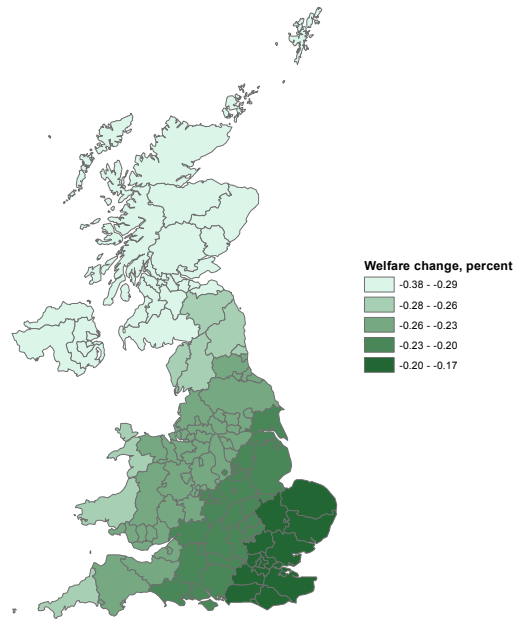 Welfare change, percent
-0.38 - -0.29
-0.28 - -0.26
-0.26 - -0.23
-0.23 - -0.20
-0.20 - -0.17